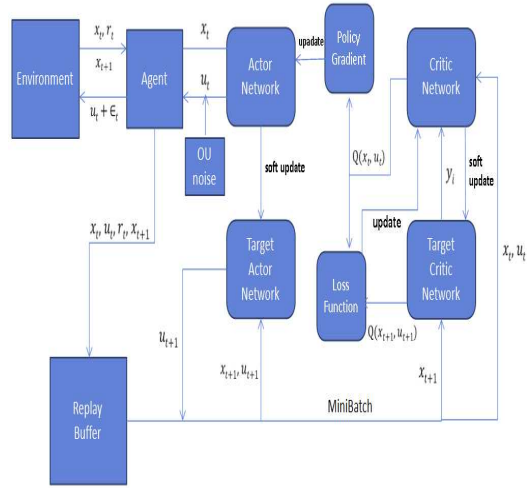 x_t, r_t
x_{t+1}
u_t + ϵ_t
Environment
Agent
x_t
u_t
Actor
Network
upadate
Policy
Gradient
Critic
Network
OU
noise
soft update
Q(x_t, u_t)
y_i
soft
update
x_t, u_t, r_t, x_{t+1}
update
Target
Actor
Network
Loss
Function
Target
Critic
Network
x_t, u_t
Q(x_{t+1}, u_{t+1})
u_{t+1}
x_{t+1}, u_{t+1}
x_{t+1}
MiniBatch
Replay
Buffer